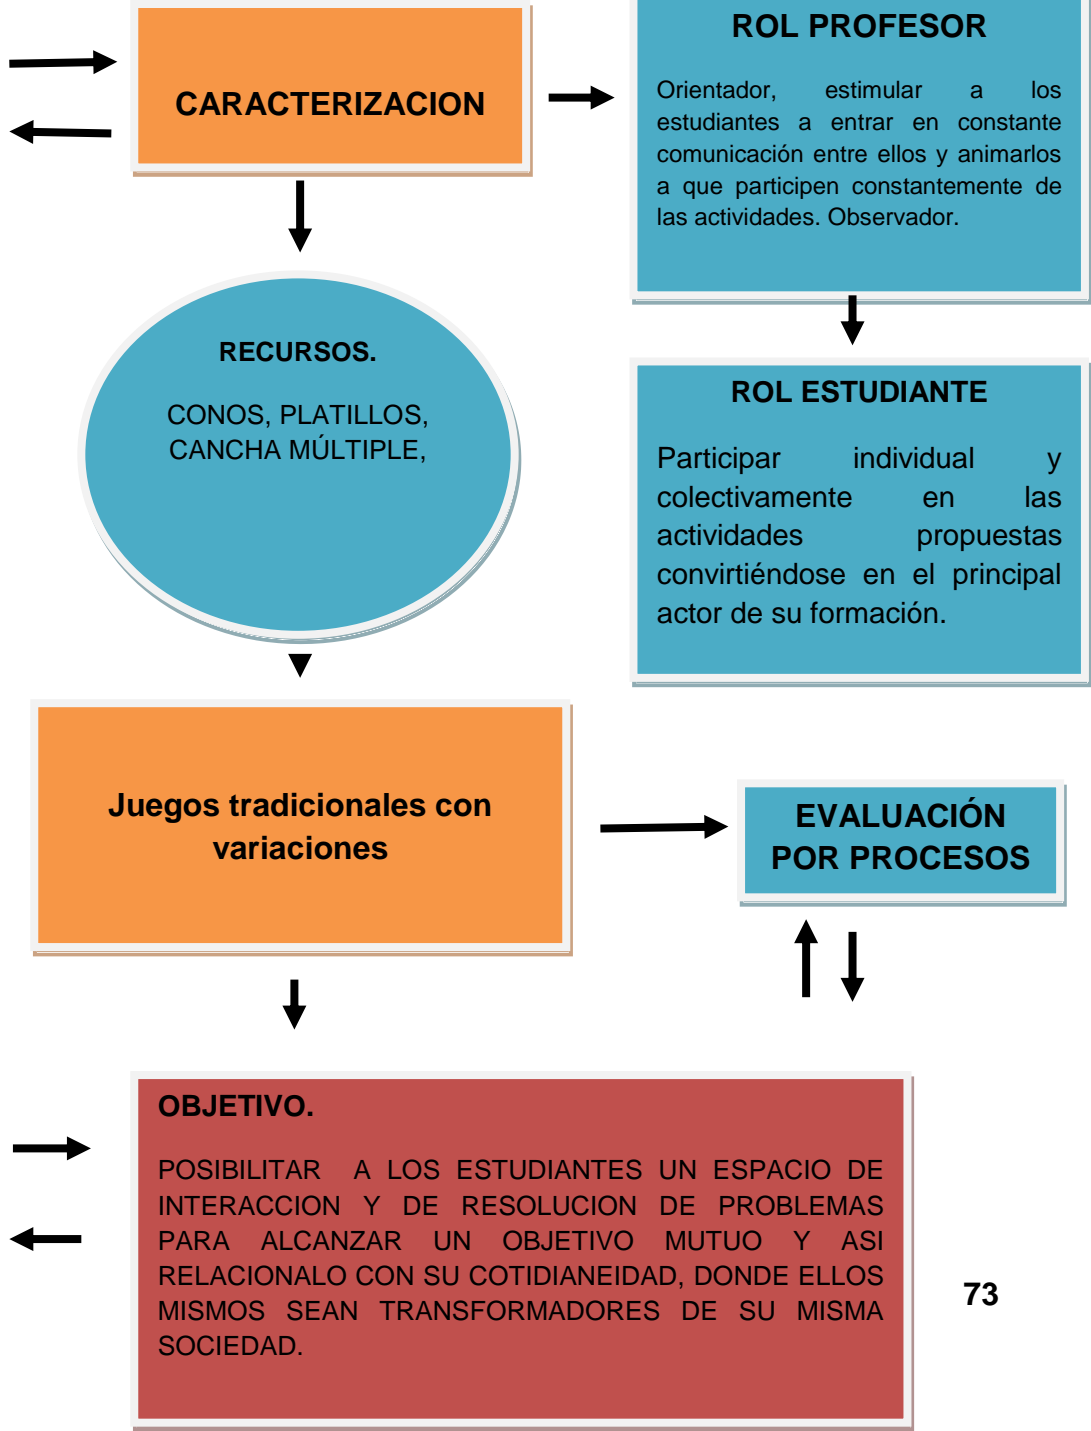 CARACTERIZACION
ROL PROFESOR
Orientador, estimular a los
estudiantes a entrar en constante
comunicación entre ellos y animarlos
a que participen constantemente de
las actividades. Observador.
RECURSOS.
CONOS, PLATILLOS,
CANCHA MÚLTIPLE,
ROL ESTUDIANTE
Participar individual y
colectivamente en las
actividades propuestas
convirtiéndose en el principal
actor de su formación.
Juegos tradicionales con
variaciones
EVALUACIÓN
POR PROCESOS
OBJETIVO.
POSIBILITAR A LOS ESTUDIANTES UN ESPACIO DE
INTERACCION Y DE RESOLUCION DE PROBLEMAS
PARA ALCANZAR UN OBJETIVO MUTUO Y ASI
RELACIONALO CON SU COTIDIANEIDAD, DONDE ELLOS
MISMOS SEAN TRANSFORMADORES DE SU MISMA
SOCIEDAD.
73